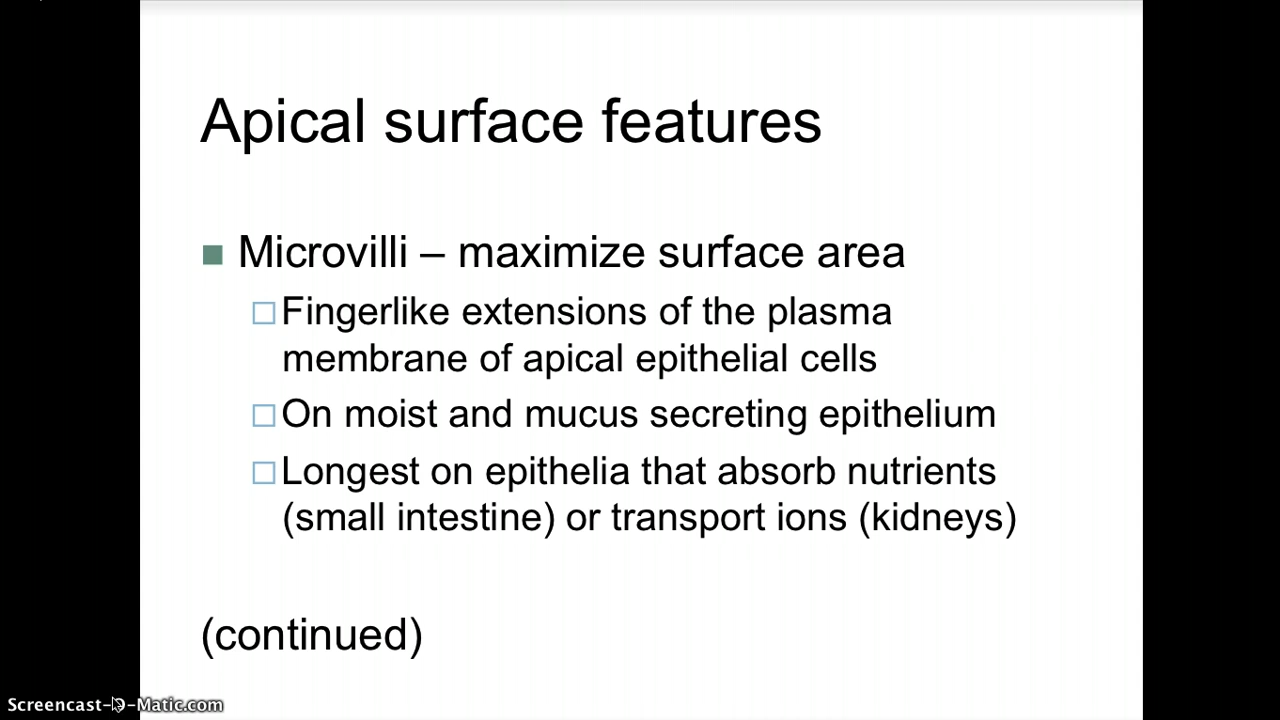 Apical surface features
Microvilli – maximize surface area
Fingerlike extensions of the plasma
membrane of apical epithelial cells
On moist and mucus secreting epithelium
Longest on epithelia that absorb nutrients
(small intestine) or transport ions (kidneys)
(continued)
Screencast-O-Matic.com